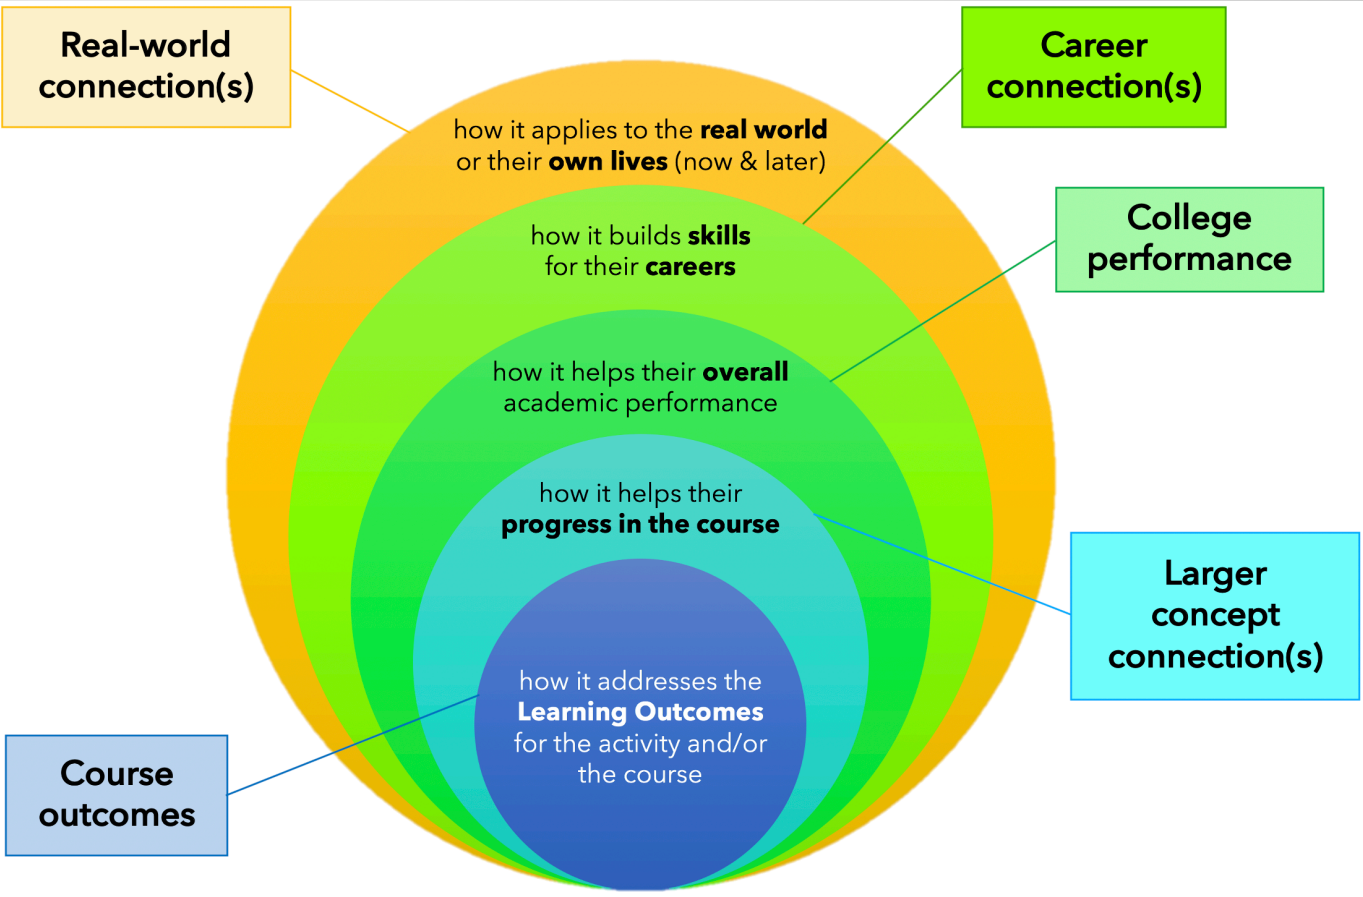 Real-world
connection(s)
Career
connection(s)
how it applies to the real world
or their own lives (now & later)
College
performance
how it builds skills
for their careers
how it helps their overall
academic performance
how it helps their
progress in the course
Larger
concept
connection(s)
how it addresses the
Learning Outcomes
for the activity and/or
the course
Course
outcomes